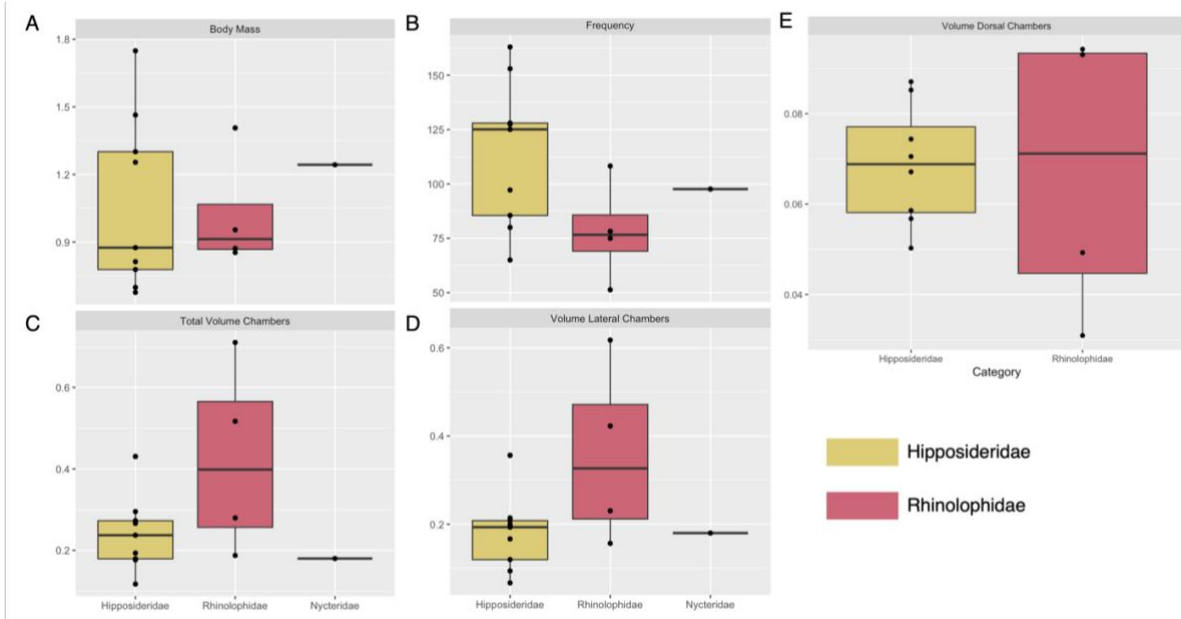 A
Body Mass
1.8
1.5
1.2
0.9
B
Frequency
150
125
100
75
50
C
Total Volume Chambers
0.6
0.4
0.2
Hipposideridae
Rhinolophidae
Nycteridae
D
Volume Lateral Chambers
0.6
0.4
0.2
Hipposideridae
Rhinolophidae
Nycteridae
E
Volume Dorsal Chambers
0.08
0.06
0.04
Hipposideridae
Rhinolophidae
Category
Hipposideridae
Rhinolophidae